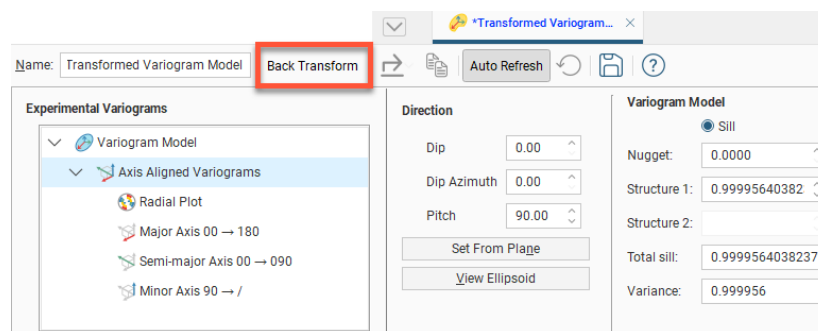 *Transformed Variogram...
Name: Transformed Variogram Model Back Transform Auto Refresh
Experimental Variograms
Variogram Model
Axis Aligned Variograms
Radial Plot
Major Axis 00 → 180
Semi-major Axis 00 → 090
Minor Axis 90 → /
Direction
Dip 0.00
Dip Azimuth 0.00
Pitch 90.00
Set From Plane
View Ellipsoid
Variogram Model
Sill
Nugget: 0.0000
Structure 1: 0.99995640382
Structure 2:
Total sill: 0.9999564038237
Variance: 0.999956